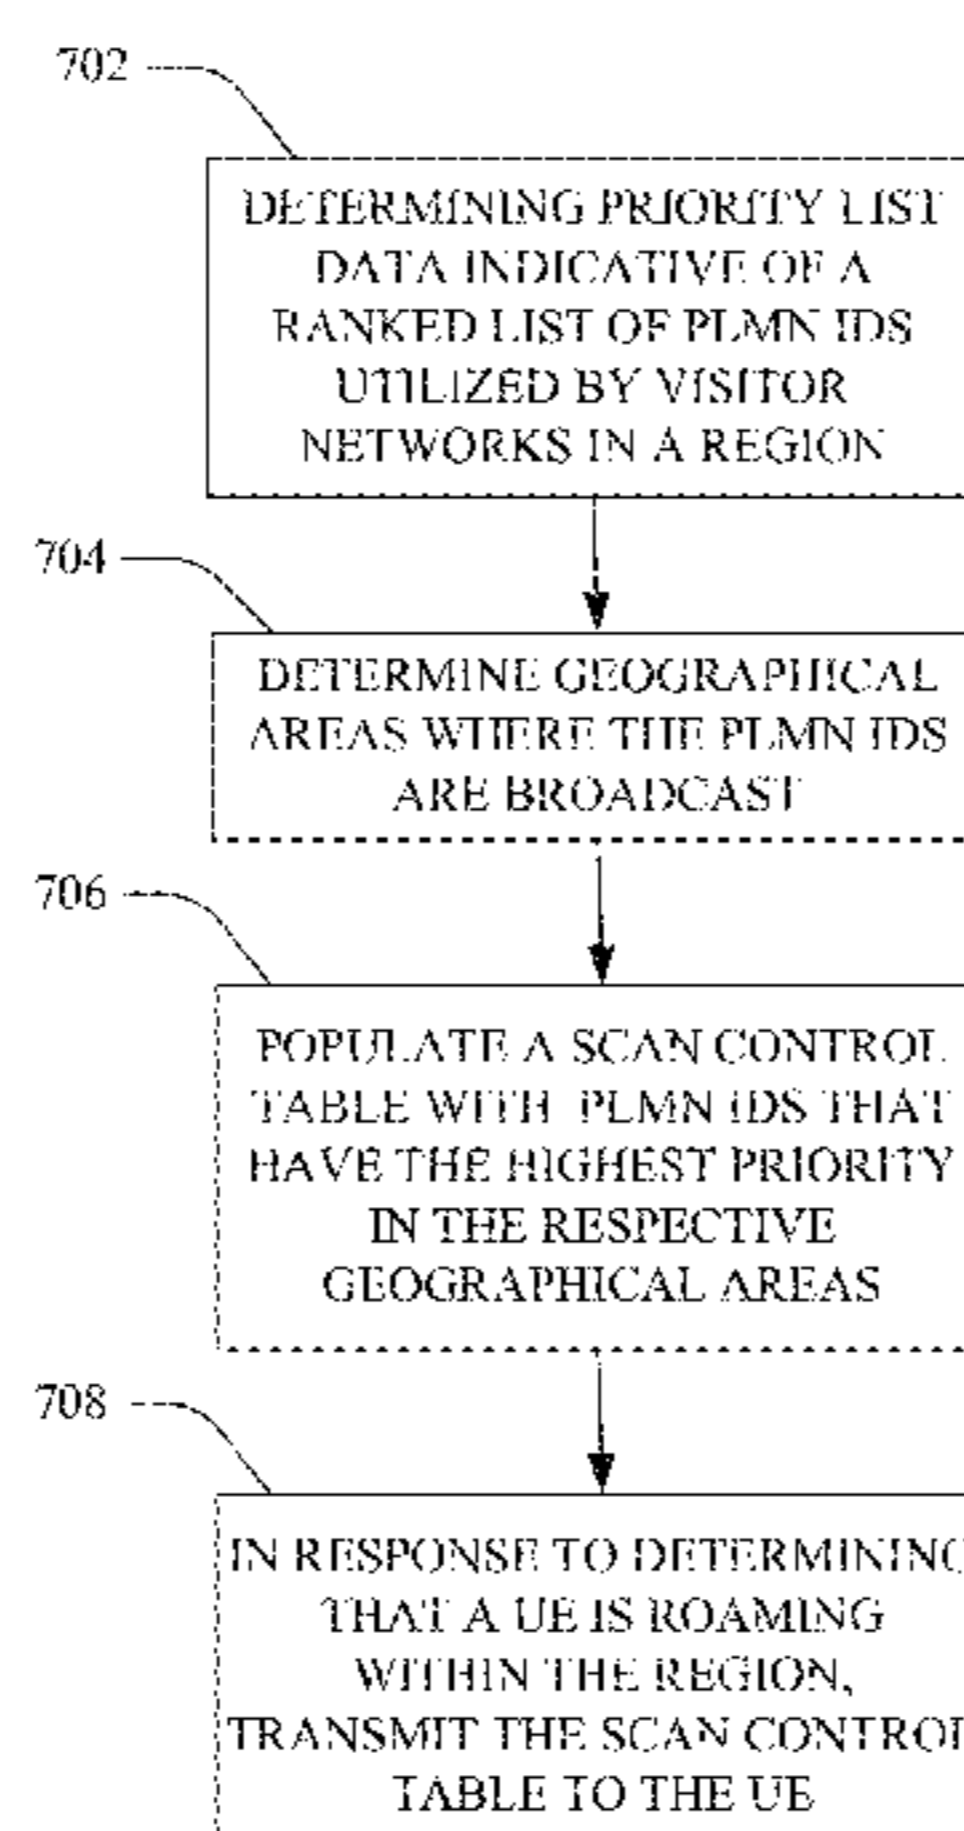 702
DETERMINING PRIORITY LIST
DATA INDICATIVE OF A
RANKED LIST OF PLMN IDS
UTILIZED BY VISITOR
NETWORKS IN A REGION
704
DETERMINE GEOGRAPHICAL
AREAS WHERE THE PLMN IDS
ARE BROADCAST
706
POPULATE A SCAN CONTROL
TABLE WITH PLMN IDS THAT
HAVE THE HIGHEST PRIORITY
IN THE RESPECTIVE
GEOGRAPHICAL AREAS
708
IN RESPONSE TO DETERMINING
THAT A UE IS ROAMING
WITHIN THE REGION,
TRANSMIT THE SCAN CONTROL
TABLE TO THE UE